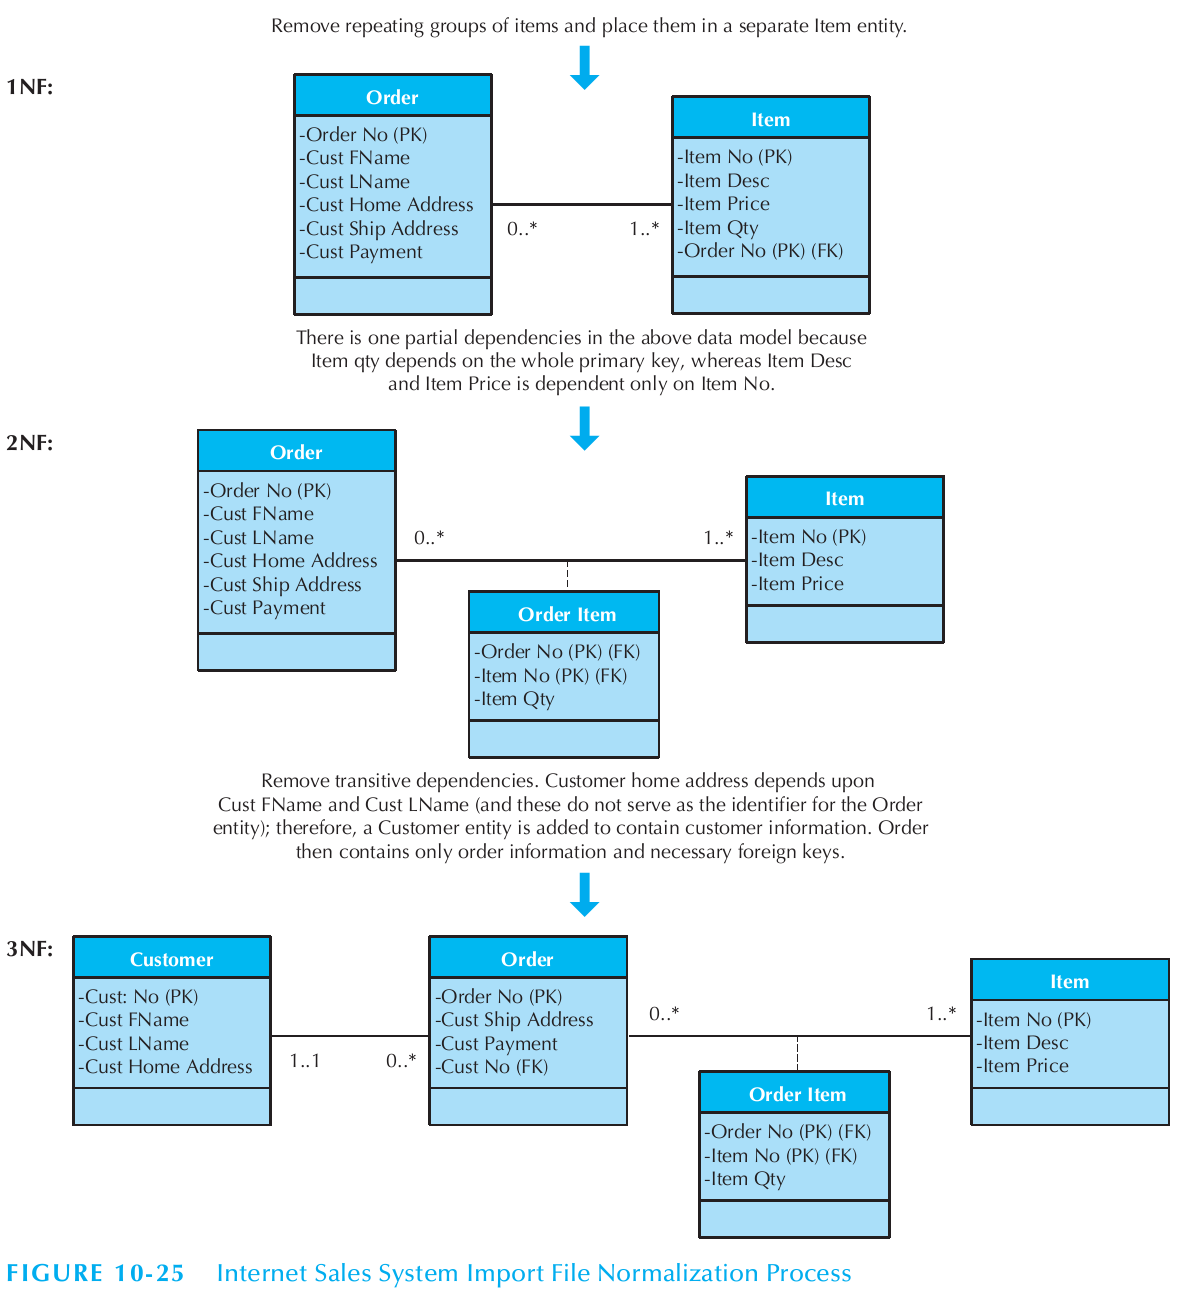 Remove repeating groups of items and place them in a separate Item entity.
1NF:
Order
-Order No (PK)
-Cust FName
-Cust LName
-Cust Home Address
-Cust Ship Address
-Cust Payment
0..*
1..*
Item
-Item No (PK)
-Item Desc
-Item Price
-Item Qty
-Order No (PK) (FK)
There is one partial dependencies in the above data model because
Item qty depends on the whole primary key, whereas Item Desc
and Item Price is dependent only on Item No.
2NF:
Order
-Order No (PK)
-Cust FName
-Cust LName
-Cust Home Address
-Cust Ship Address
-Cust Payment
0..*
1..*
Item
-Item No (PK)
-Item Desc
-Item Price
Order Item
-Order No (PK) (FK)
-Item No (PK) (FK)
-Item Qty
Remove transitive dependencies. Customer home address depends upon
Cust FName and Cust LName (and these do not serve as the identifier for the Order
entity); therefore, a Customer entity is added to contain customer information. Order
then contains only order information and necessary foreign keys.
3NF:
Customer
-Cust: No (PK)
-Cust FName
-Cust LName
-Cust Home Address
1..1
0..*
Order
-Order No (PK)
-Cust Ship Address
-Cust Payment
-Cust No (FK)
0..*
1..*
Item
-Item No (PK)
-Item Desc
-Item Price
Order Item
-Order No (PK) (FK)
-Item No (PK) (FK)
-Item Qty
FIGURE 10-25 Internet Sales System Import File Normalization Process